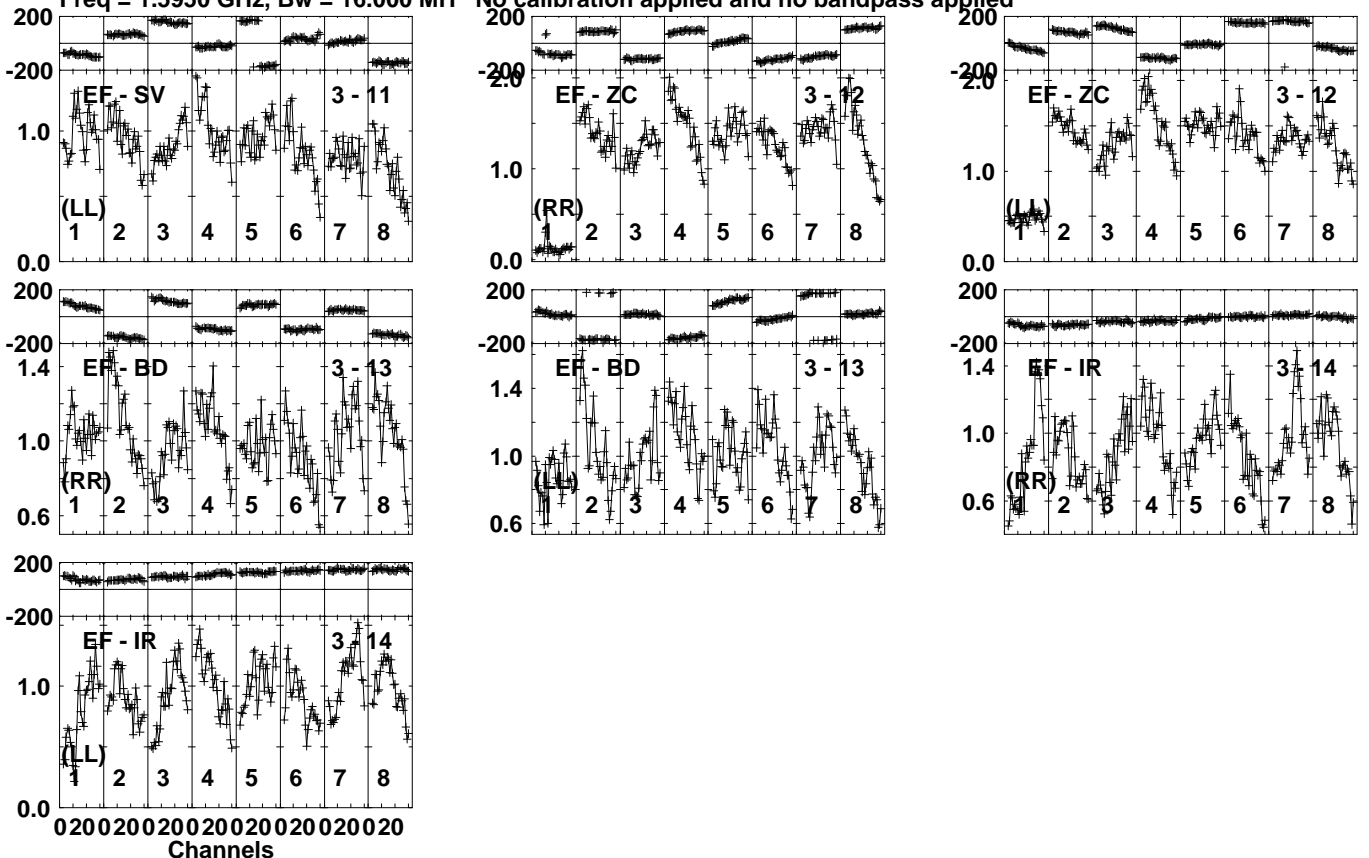 Freq = 1.5950 GHz, Bw = 16.000 MH No calibration applied and no bandpass applied
200
-200
EF - SV 3 - 11
1.0
(LL)
1 2 3 4 5 6 7 8
0.0
200
-200
2.0
EF - ZC 3 - 12
1.0
(RR)
1 2 3 4 5 6 7 8
0.0
200
-200
2.0
EF - ZC 3 - 12
1.0
(LL)
1 2 3 4 5 6 7 8
0.0
200
-200
1.4
EF - BD 3 - 13
1.0
(RR)
1 2 3 4 5 6 7 8
0.6
200
-200
EF - BD 3 - 13
1.4
1.0
(LL)
1 2 3 4 5 6 7 8
0.6
200
-200
1.4
EF - IR 3 - 14
1.0
(RR)
1 2 3 4 5 6 7 8
0.6
200
-200
EF - IR 3 - 14
1.0
(LL)
1 2 3 4 5 6 7 8
0.0
0 20 0 20 0 20 0 20 0 20 0 20 0 20 0 20
Channels